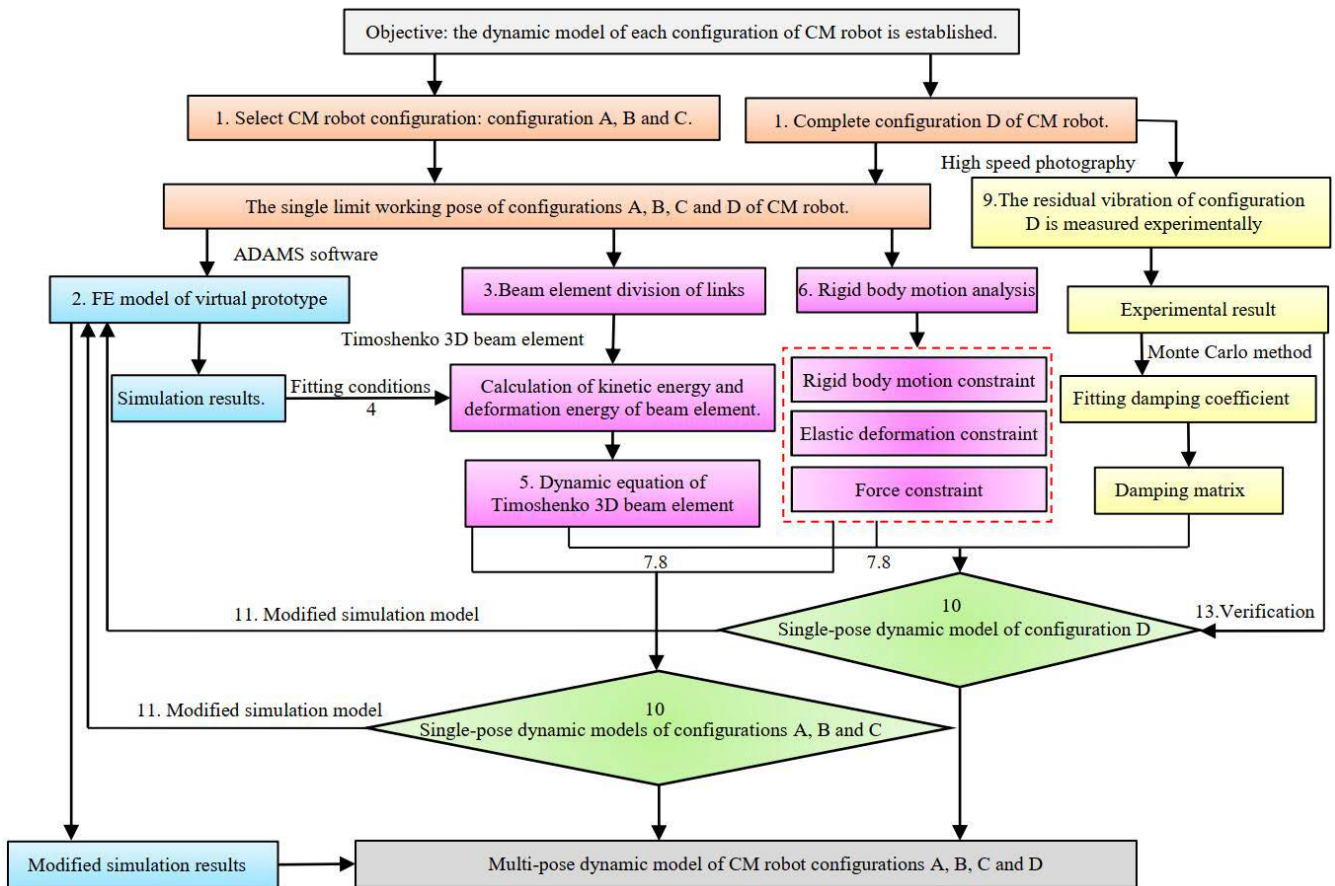 Objective: the dynamic model of each configuration of CM robot is established.
1. Select CM robot configuration: configuration A, B and C.
1. Complete configuration D of CM robot.
High speed photography
The single limit working pose of configurations A, B, C and D of CM robot.
9.The residual vibration of configuration
D is measured experimentally
ADAMS software
2. FE model of virtual prototype
3.Beam element division of links
6. Rigid body motion analysis
Experimental result
Timoshenko 3D beam element
Monte Carlo method
Simulation results.
Fitting conditions
4
Calculation of kinetic energy and
deformation energy of beam element.
Rigid body motion constraint
Elastic deformation constraint
Force constraint
Fitting damping coefficient
5. Dynamic equation of
Timoshenko 3D beam element
Damping matrix
7.8
7.8
11. Modified simulation model
10
Single-pose dynamic model of configuration D
13.Verification
11. Modified simulation model
10
Single-pose dynamic models of configurations A, B and C
Modified simulation results
Multi-pose dynamic model of CM robot configurations A, B, C and D